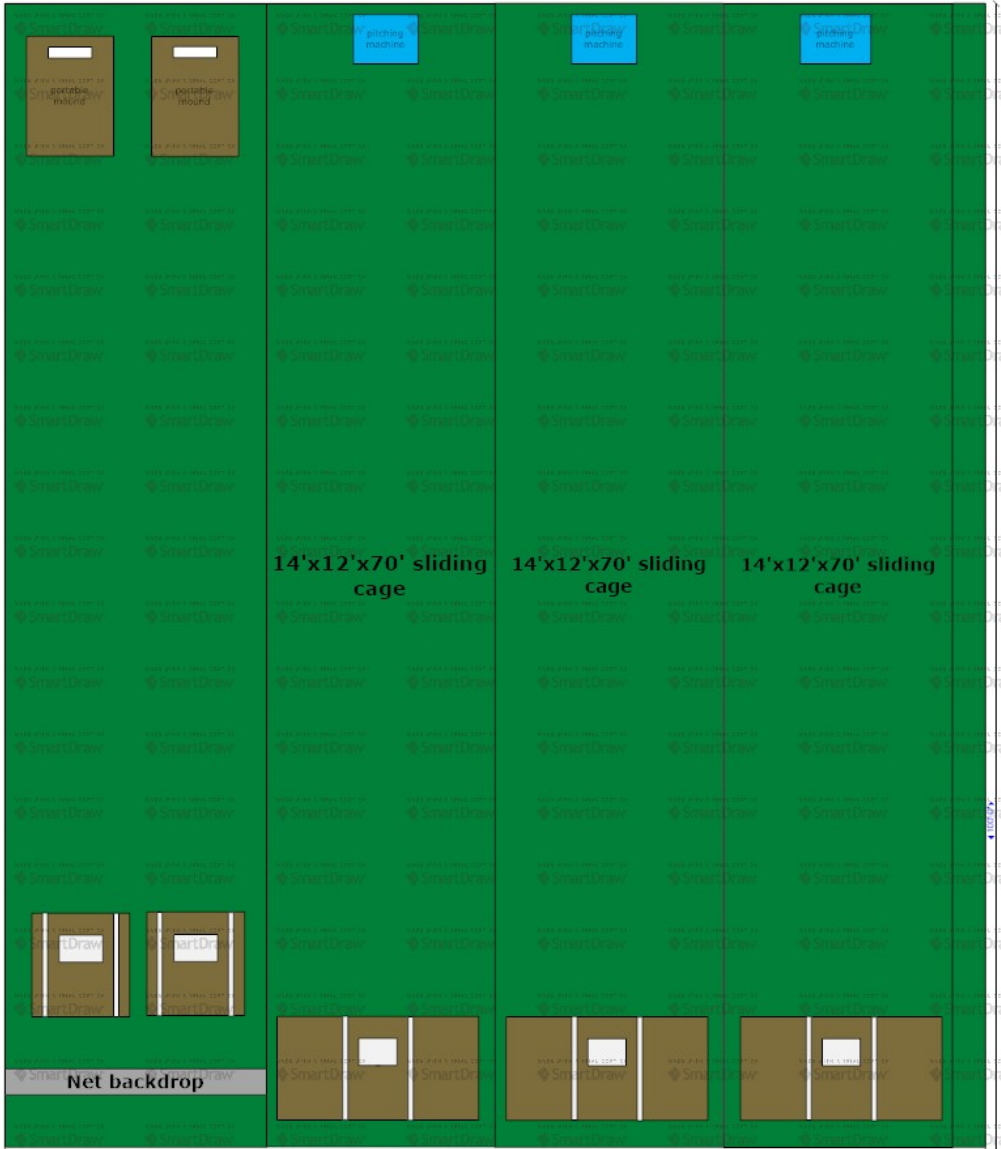 pitching
machine
pitching
machine
pitching
machine
portable
mound
portable
mound
14'x12'x70' sliding
cage
14'x12'x70' sliding
cage
14'x12'x70' sliding
cage
Net backdrop
SmartDraw